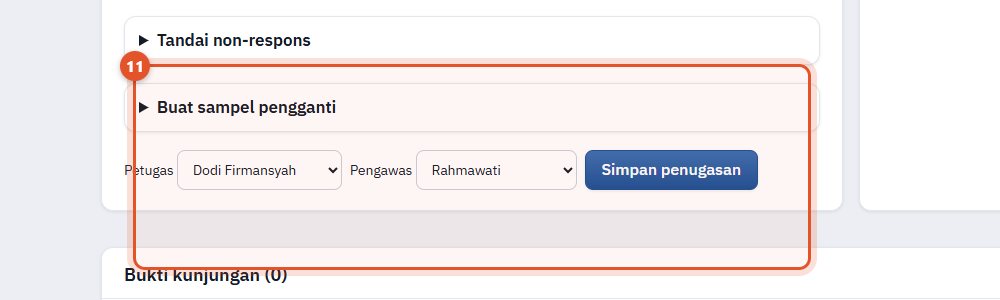 Tandai non-respons
11
Buat sampel pengganti
Petugas Dodi Firmansyah Pengawas Rahmawati Simpan penugasan
Bukti kunjungan (0)